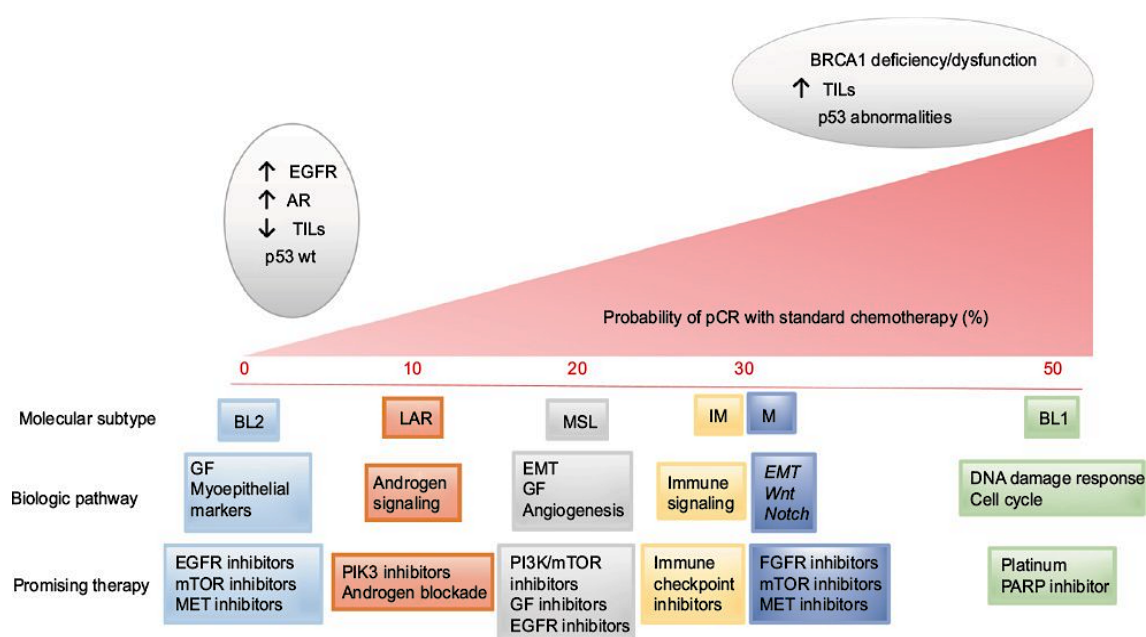 BRCA1 deficiency/dysfunction
↑ TILs
p53 abnormalities
↑ EGFR
↑ AR
↓ TILs
p53 wt
Probability of pCR with standard chemotherapy (%)
0 10 20 30 50
Molecular subtype
BL2
LAR
MSL
IM
M
BL1
Biologic pathway
GF
Myoepithelial
markers
Androgen
signaling
EMT
GF
Angiogenesis
Immune
signaling
EMT
Wnt
Notch
DNA damage response
Cell cycle
Promising therapy
EGFR inhibitors
mTOR inhibitors
MET inhibitors
PIK3 inhibitors
Androgen blockade
PI3K/mTOR
inhibitors
GF inhibitors
EGFR inhibitors
Immune
checkpoint
inhibitors
FGFR inhibitors
mTOR inhibitors
MET inhibitors
Platinum
PARP inhibitor